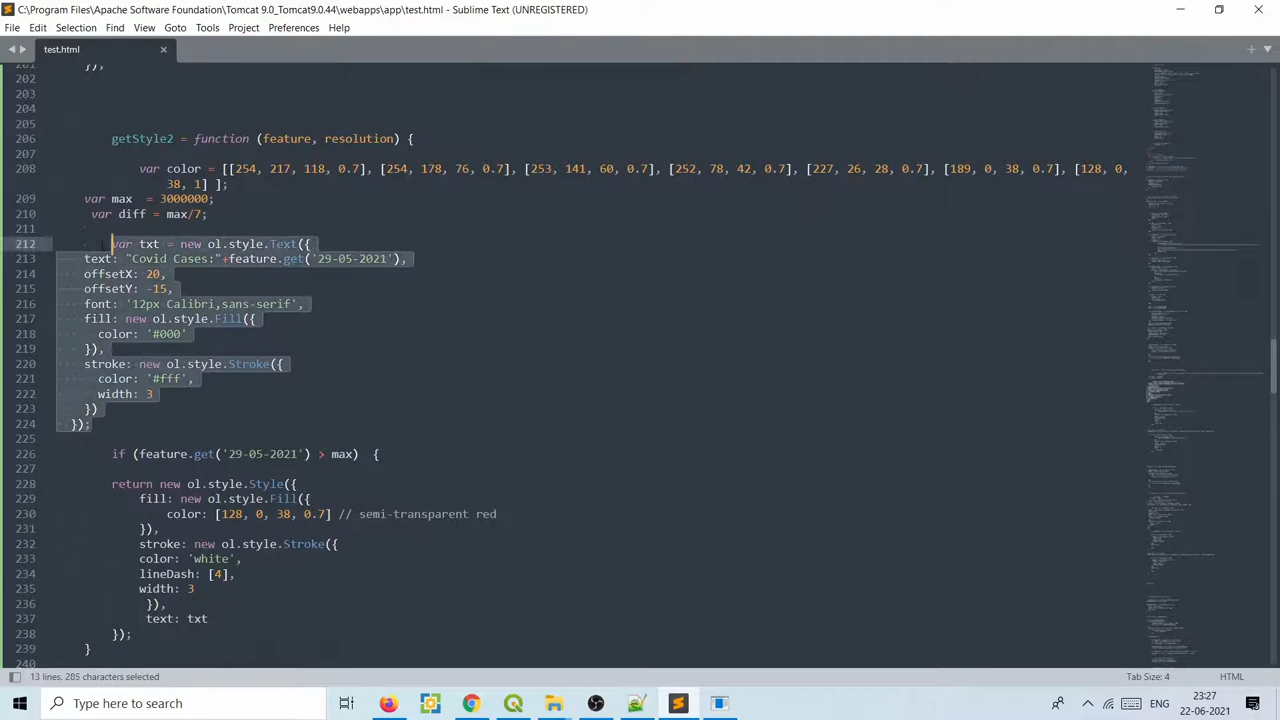 C:\Program Files\Apache Software Foundation\Tomcat 9.0_Tomcat9.0.44\webapps\app\test.html - Sublime Text (UNREGISTERED)
File Edit Selection Find View Goto Tools Project Preferences Help
test.html
201 });
202
203
204
205
206 getStyle2 = function (feature, resolution) {
207
208 var color = [[254, 118, 0.7], [254, 178, 0.7], [ 141, 60, 0.7], [252, 0.7], [227, 26, 0.7], [189, 0, 38, 0.7], [ 0,
38, 1] ];
209 var max = 3000000;
210 var diff = max/7;
211
212 var txt = new ol.style.Text({
213 text: "Covid Cases:"+feature.get('29-05-2021'),
214 offsetX: 20,
215 offsetY: -15,
216 font: '12px Calibri,sans-serif',
217 fill: new ol.style.Fill({
218 color: '#000'
219 }),
220 stroke: new ol.style.Stroke({
221 color: '#fff',
222 width: 3
223 })
224 });
225
226 if (feature.get('29-05-2021') > max) {
227
228 return new ol.style.Style({
229 fill: new ol.style.Fill({
230 color: [128, 0, 38, 0.7] // semi-transparent red
231 }),
232 stroke: new ol.style.Stroke({
233 color: 'white',
234 lineDash: [4],
235 width: 3
236 }),
237 text: txt
238 });
239 }
240
13 lines, 285 characters selected
Tab Size: 4
HTML
Type here to search
ENG
23:27
22-06-2021